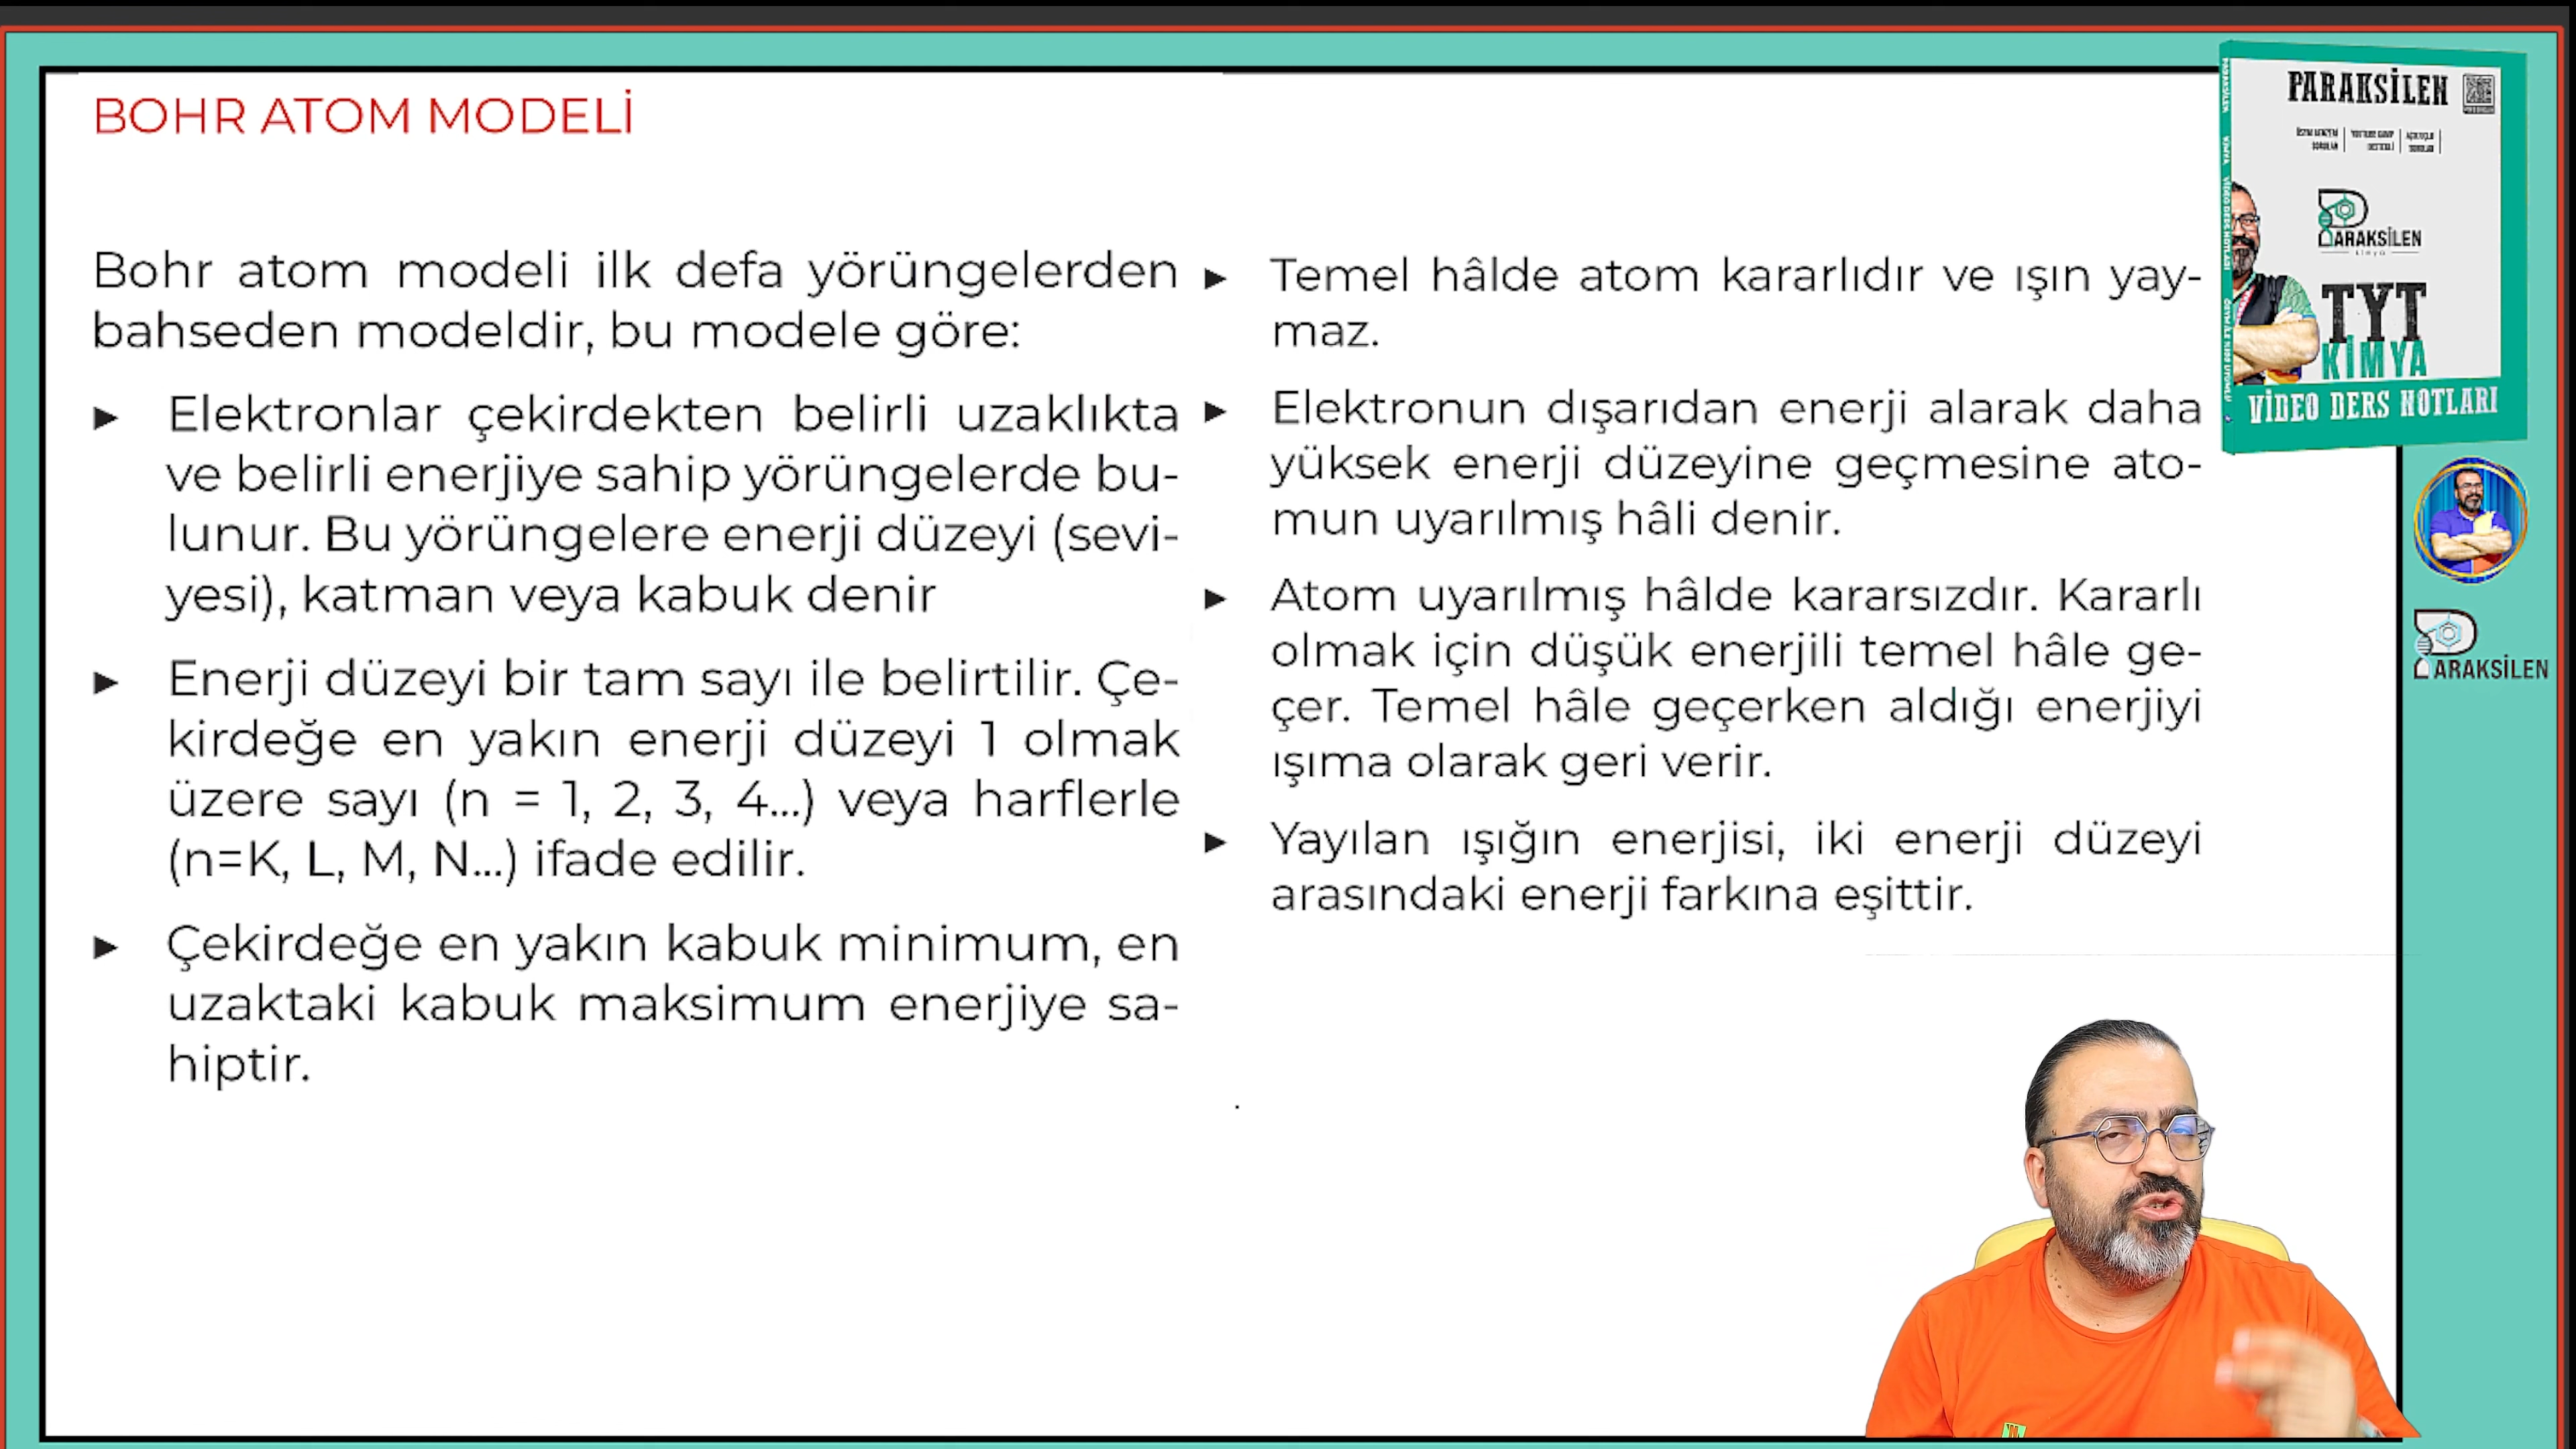 BOHR ATOM MODELİ
Bohr atom modeli ilk defa yörüngelerden
bahseden modeldir, bu modele göre:
► Elektronlar çekirdekten belirli uzaklıkta
ve belirli enerjiye sahip yörüngelerde bu-
lunur. Bu yörüngelere enerji düzeyi (sevi-
yesi), katman veya kabuk denir
► Enerji düzeyi bir tam sayı ile belirtilir. Çe-
kirdeğe en yakın enerji düzeyi 1 olmak
üzere sayı (n = 1, 2, 3, 4...) veya harflerle
(n=K, L, M, N...) ifade edilir.
► Çekirdeğe en yakın kabuk minimum, en
uzaktaki kabuk maksimum enerjiye sa-
hiptir.
► Temel hâlde atom kararlıdır ve ışın yay-
maz.
► Elektronun dışarıdan enerji alarak daha
yüksek enerji düzeyine geçmesine ato-
mun uyarılmış hâli denir.
► Atom uyarılmış hâlde kararsızdır. Kararlı
olmak için düşük enerjili temel hâle ge-
çer. Temel hâle geçerken aldığı enerjiyi
ışıma olarak geri verir.
► Yayılan ışığın enerjisi, iki enerji düzeyi
arasındaki enerji farkına eşittir.
PARAKSİLEN
PARAKSİLEN
kimya
TYT
KİMYA
VİDEO DERS NOTLARI
PARAKSİLEN